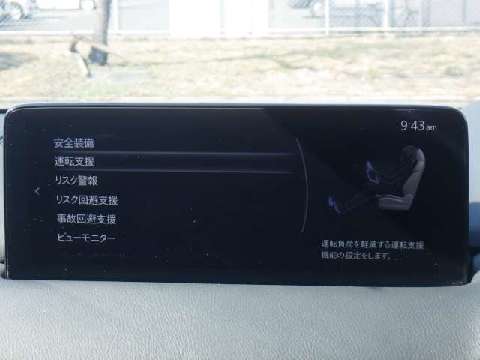 9:43 am
安全装備
運転支援
リスク警報
リスク回避支援
事故回避支援
ビューモニター
運転負荷を軽減する運転支援
機能の設定をします。